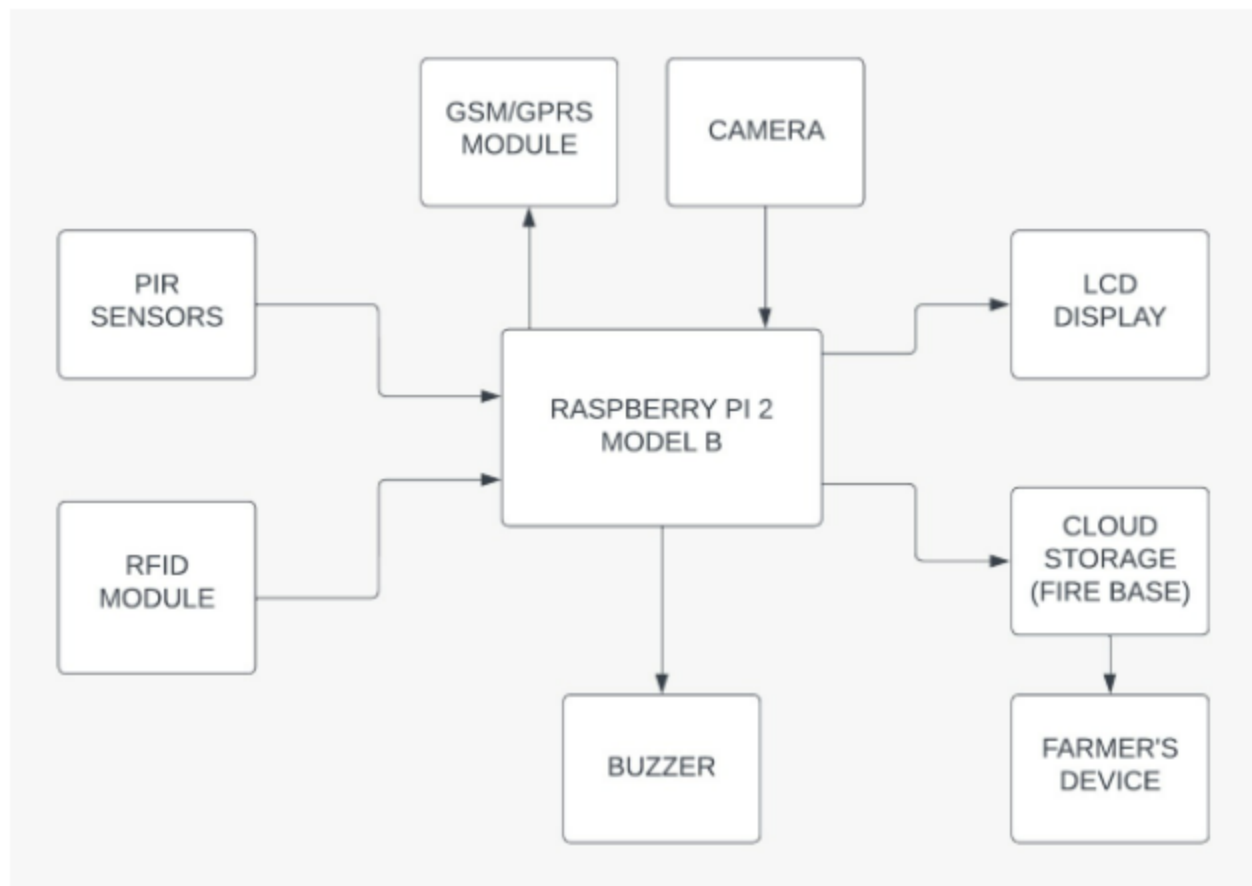 GSM/GPRS
MODULE
CAMERA
PIR
SENSORS
LCD
DISPLAY
RASPBERRY PI 2
MODEL B
RFID
MODULE
CLOUD
STORAGE
(FIRE BASE)
BUZZER
FARMER'S
DEVICE